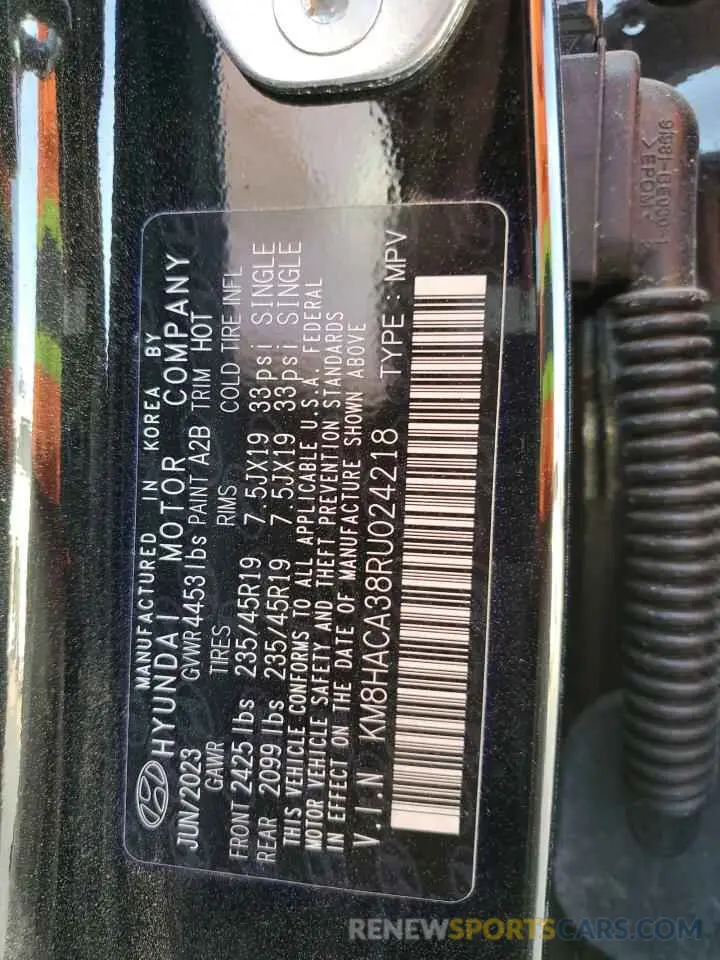 MANUFACTURED IN KOREA BY
HYUNDAI MOTOR COMPANY
JUN/2023 GVWR 4453 lbs PAINT A2B TRIM HOT
GAWR TIRES RIMS COLD TIRE INFL
FRONT 2425 lbs 235/45R19 7.5JX19 33psi SINGLE
REAR 2099 lbs 235/45R19 7.5JX19 33psi SINGLE
THIS VEHICLE CONFORMS TO ALL APPLICABLE U.S.A. FEDERAL
MOTOR VEHICLE SAFETY AND THEFT PREVENTION STANDARDS
IN EFFECT ON THE DATE OF MANUFACTURE SHOWN ABOVE
V.I.N KM8HACA38RU024218 TYPE : MPV
RENEWSPORTSCARS.COM